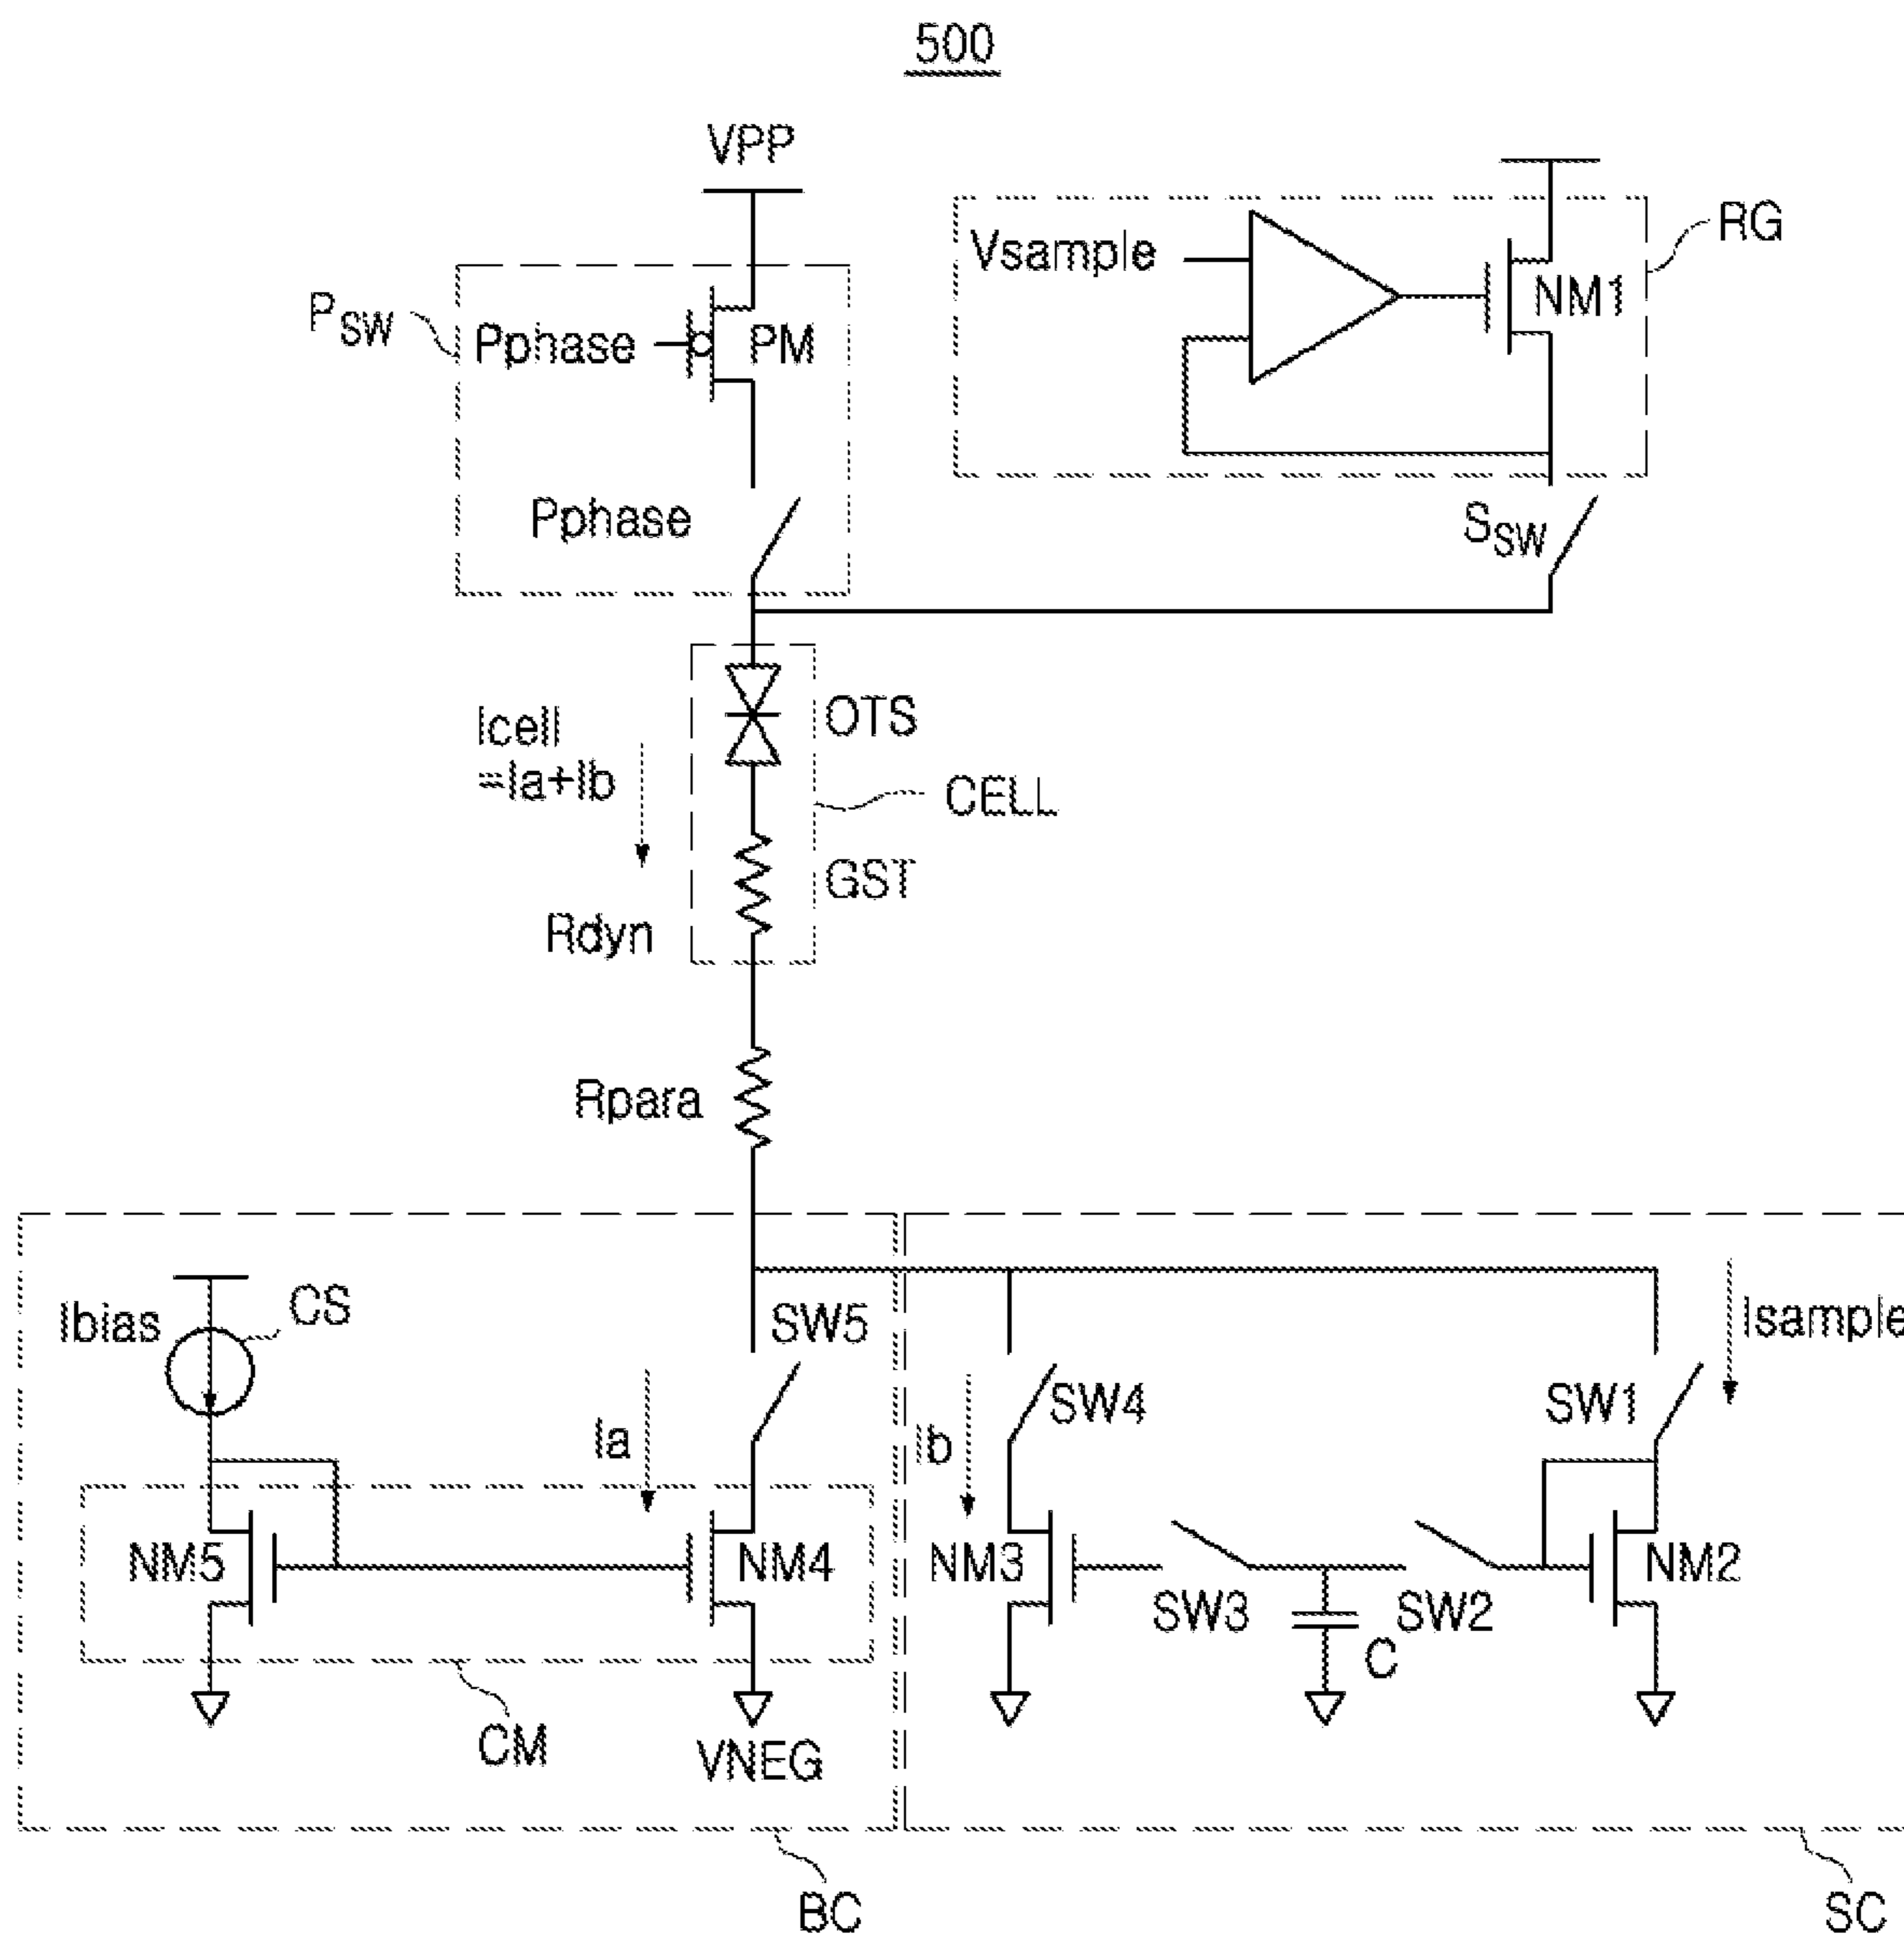 500
VPP
Vsample
RG
NM1
PSW
Pphase
PM
Pphase
SSW
Icell
=Ia+Ib
OTS
CELL
GST
Rdyn
Rpara
Ibias
CS
SW5
Isample
Ia
SW4
Ib
SW1
NM5
NM4
NM3
NM2
SW3
SW2
C
CM
VNEG
BC
SC